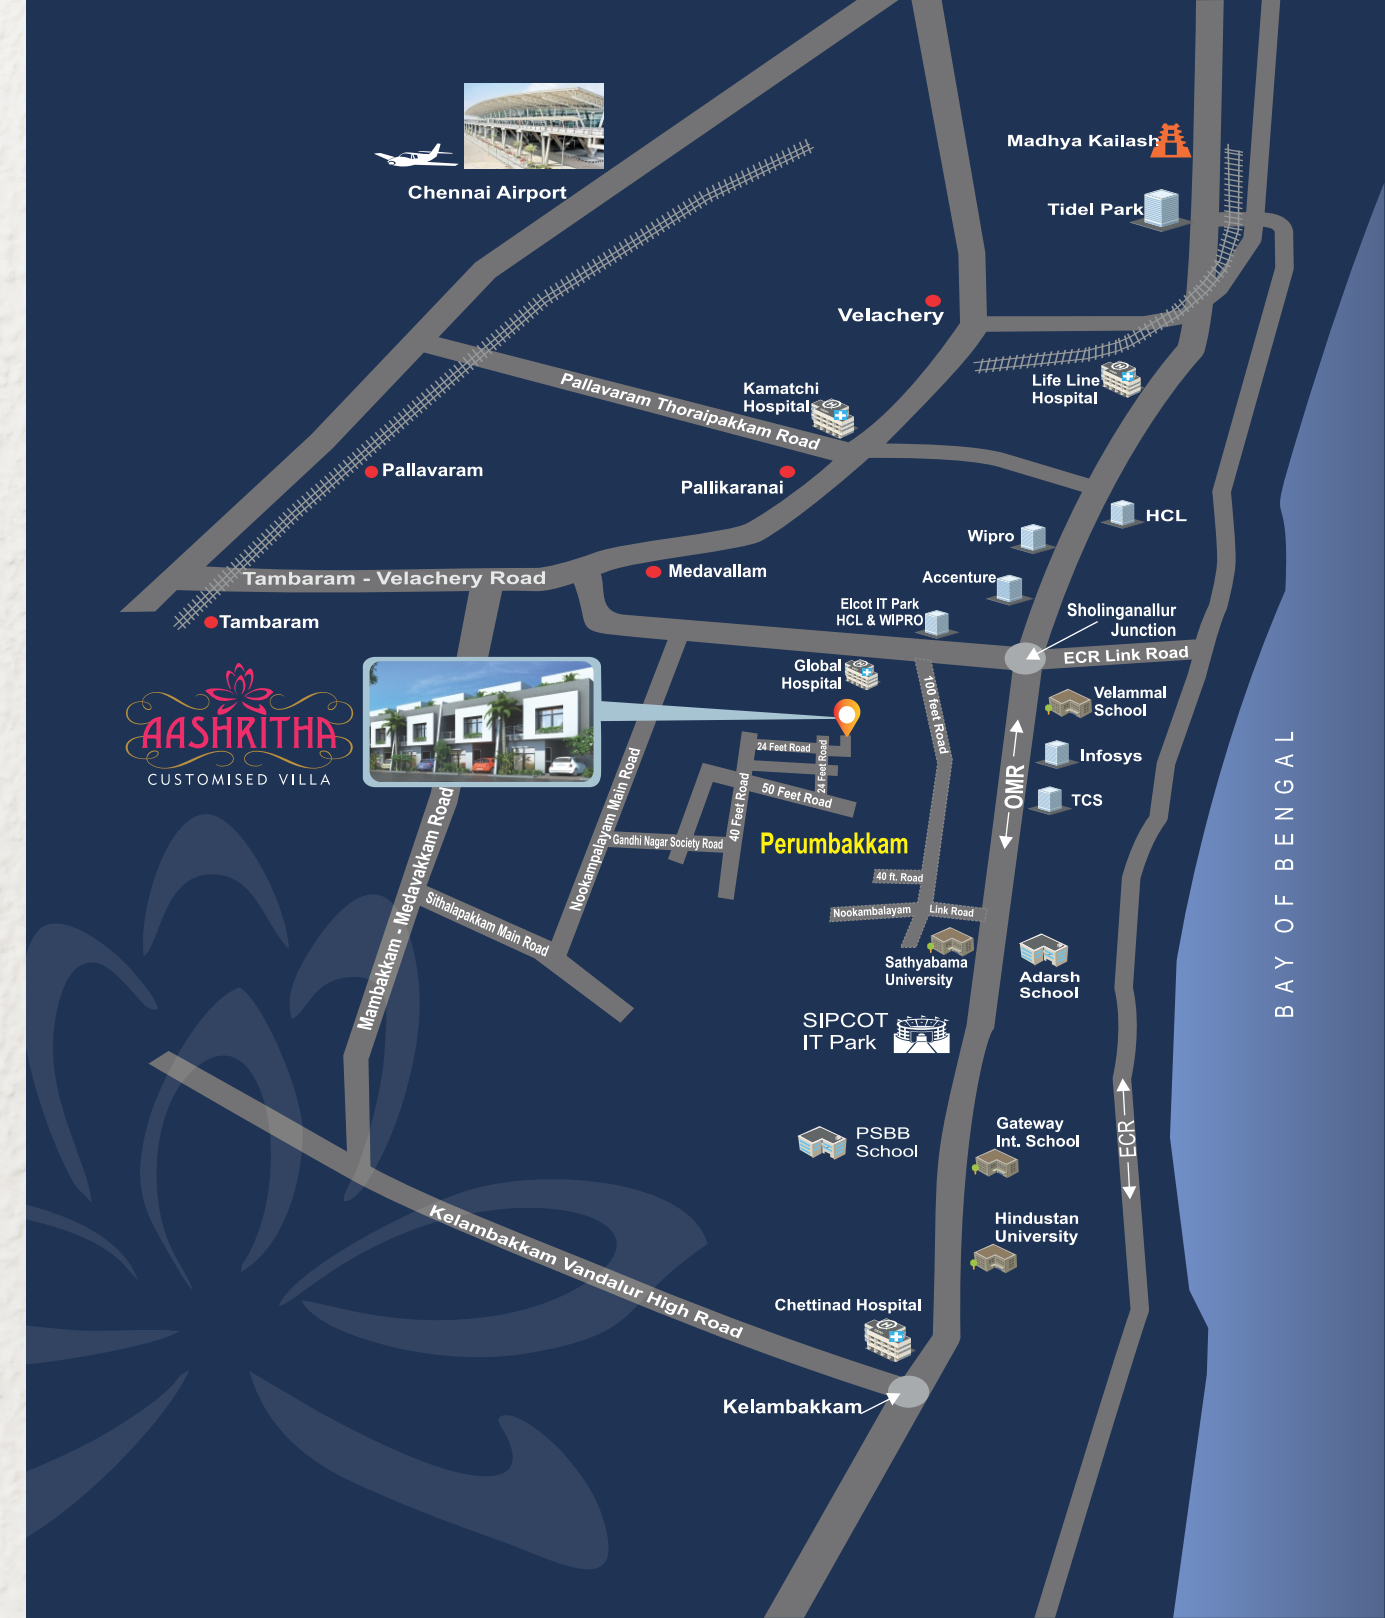 Madhya Kailash
Chennai Airport
Tidel Park
Velachery
Pallavaram Thoraipakkam Road
Kamatchi
Hospital
Life Line
Hospital
Pallavaram
Pallikaranai
HCL
Wipro
Medavallam
Accenture
Tambaram - Velachery Road
Elcot IT Park
HCL & WIPRO
Sholinganallur
Junction
Tambaram
ECR Link Road
Global
Hospital
100 feet Road
Velammal
School
AASHRITHA
CUSTOMISED VILLA
24 Feet Road
24 Feet Road
Infosys
OMR
TCS
50 Feet Road
40 Feet Road
Nookampalayam Main Road
Gandhi Nagar Society Road
Perumbakkam
Mambakkam - Medavakkam Road
40 ft. Road
Sithalapakkam Main Road
Nookambalayam Link Road
BAY OF BENGAL
Sathyabama
University
Adarsh
School
SIPCOT
IT Park
PSBB
School
Gateway
Int. School
ECR
Kelambakkam Vandalur High Road
Hindustan
University
Chettinad Hospital
Kelambakkam